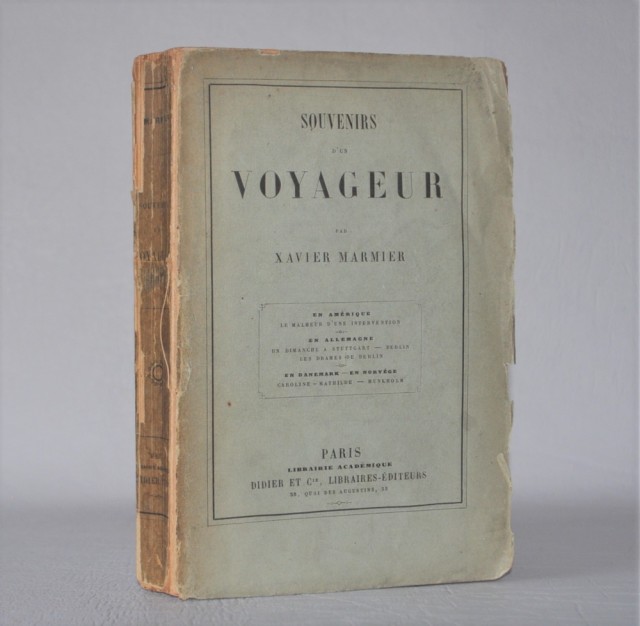 SOUVENIRS
D'UN
VOYAGEUR
PAR
XAVIER MARMIER
EN AMÉRIQUE
LE MALHEUR D'UNE INTERVENTION
EN ALLEMAGNE
UN DIMANCHE A STUTTGART — BERLIN
LES DRAMES DE BERLIN
EN DANEMARK — EN NORVÉGE
CAROLINE-MATHILDE — MUNKHOLM
PARIS
LIBRAIRIE ACADÉMIQUE
DIDIER ET Cie, LIBRAIRES-ÉDITEURS
35, QUAI DES AUGUSTINS, 35